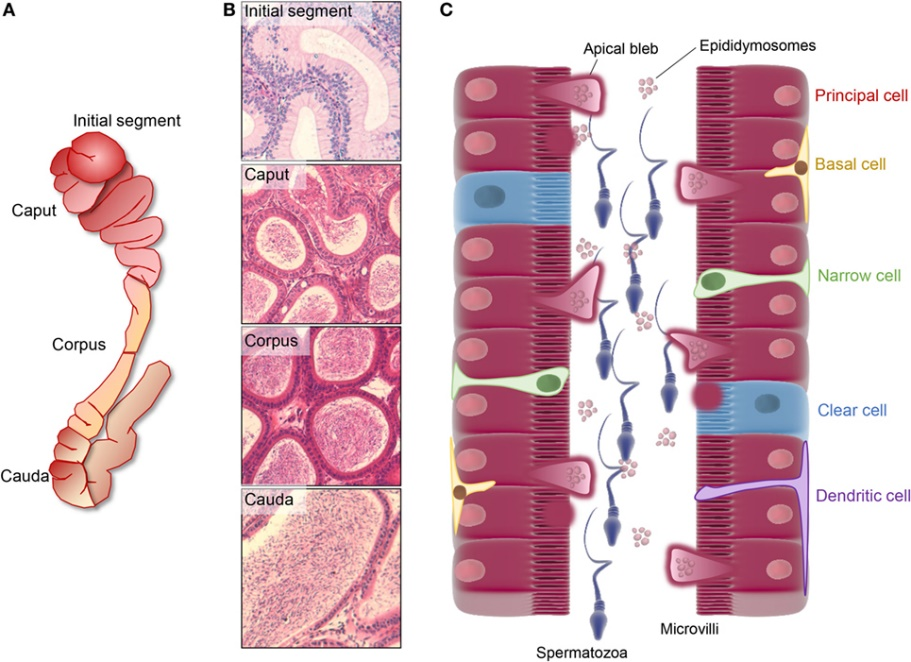 A
Initial segment
Caput
Corpus
Cauda
B
Initial segment
Caput
Corpus
Cauda
C
Apical bleb
Epididymosomes
Principal cell
Basal cell
Narrow cell
Clear cell
Dendritic cell
Microvilli
Spermatozoa